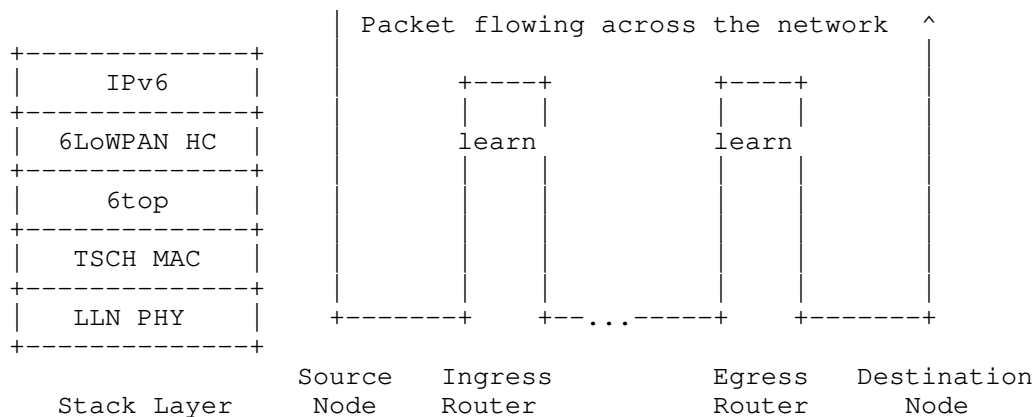 Packet flowing across the network
IPv6
6LoWPAN HC learn learn
6top
TSCH MAC
LLN PHY ...
Source Ingress Egress Destination
Stack Layer Node Router Router Node